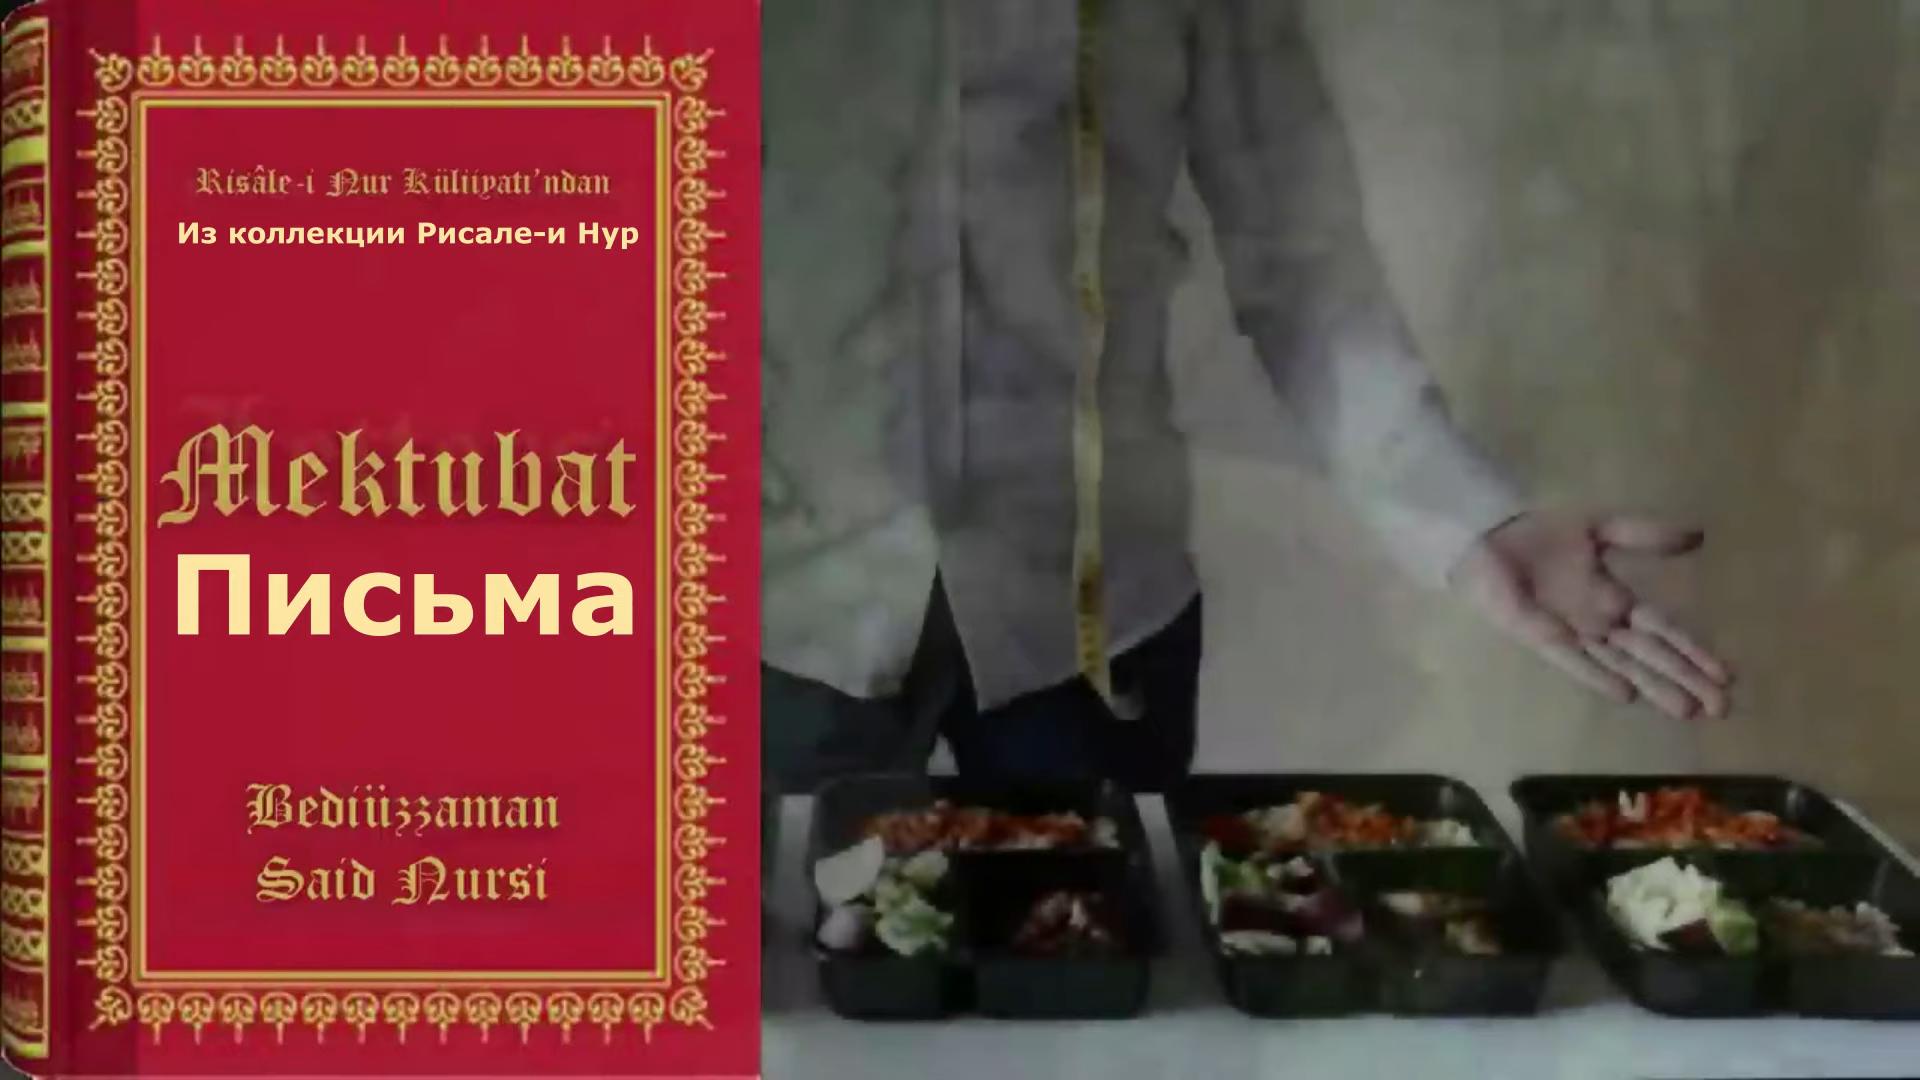 Risâle-i Nur Külliyatı'ndan
Из коллекции Рисале-и Нур
Mektubat
Письма
Bediüzzaman
Said Nursi